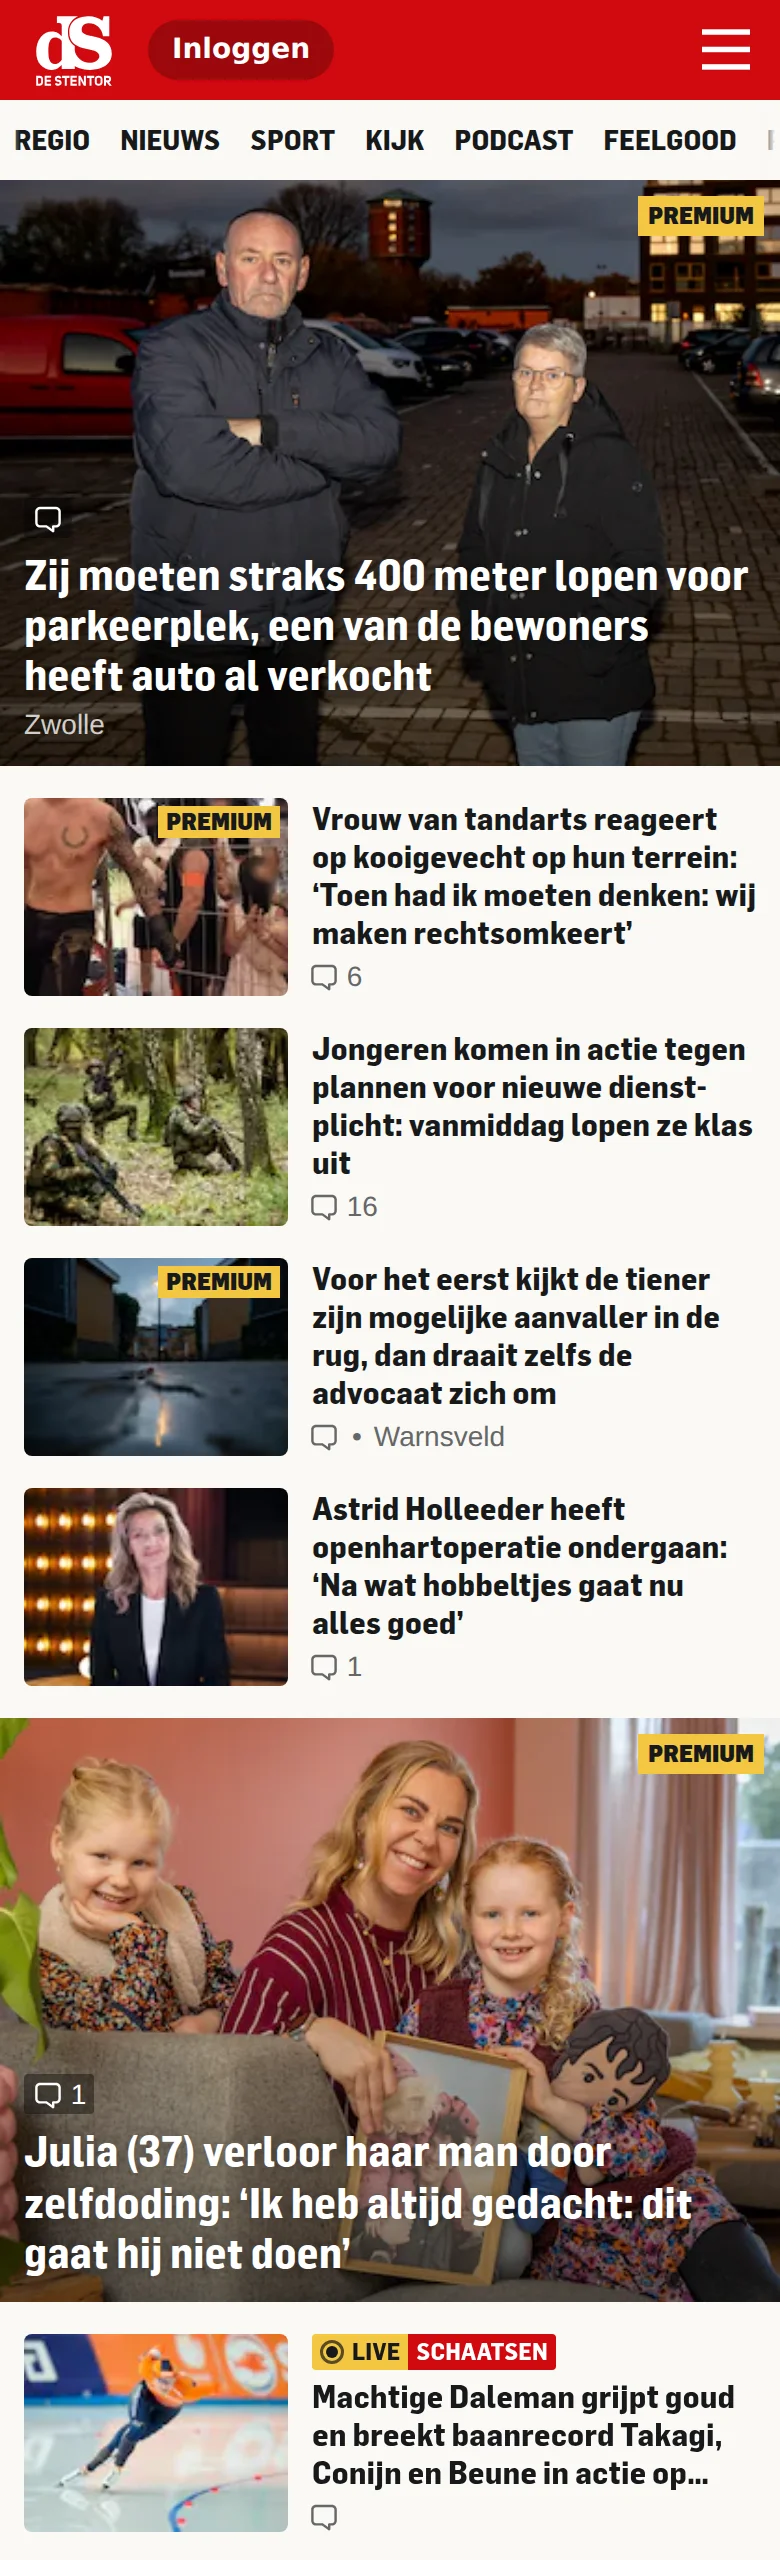 dS
DE STENTOR
Inloggen
REGIO NIEUWS SPORT KIJK PODCAST FEELGOOD
PREMIUM
Zij moeten straks 400 meter lopen voor
parkeerplek, een van de bewoners
heeft auto al verkocht
Zwolle
PREMIUM
Vrouw van tandarts reageert
op kooigevecht op hun terrein:
‘Toen had ik moeten denken: wij
maken rechtsomkeert’
6
Jongeren komen in actie tegen
plannen voor nieuwe dienst-
plicht: vanmiddag lopen ze klas
uit
16
PREMIUM
Voor het eerst kijkt de tiener
zijn mogelijke aanvaller in de
rug, dan draait zelfs de
advocaat zich om
• Warnsveld
Astrid Holleeder heeft
openhartoperatie ondergaan:
‘Na wat hobbeltjes gaat nu
alles goed’
1
PREMIUM
1
Julia (37) verloor haar man door
zelfdoding: ‘Ik heb altijd gedacht: dit
gaat hij niet doen’
LIVE SCHAATSEN
Machtige Daleman grijpt goud
en breekt baanrecord Takagi,
Conijn en Beune in actie op...